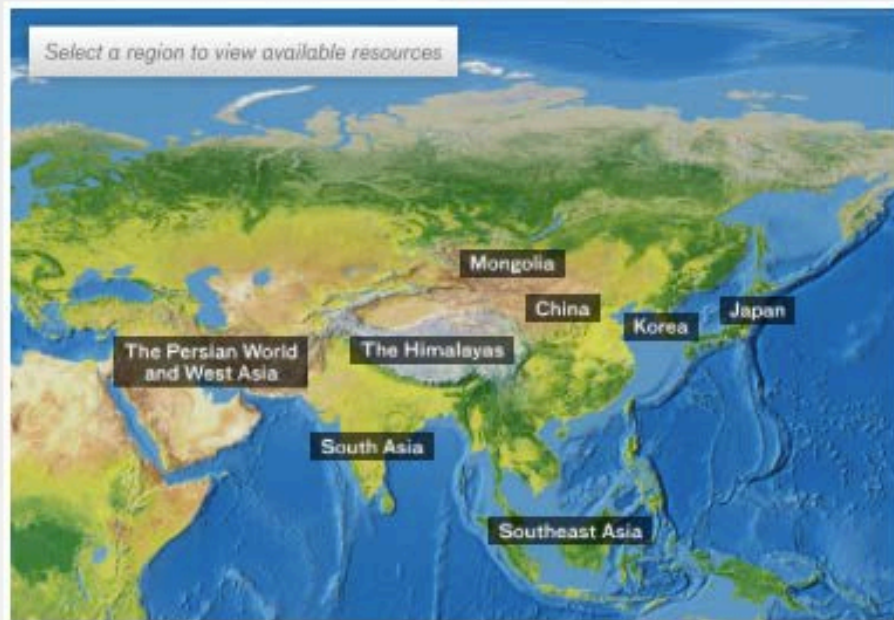 Select a region to view available resources
Mongolia
China
Japan
Korea
The Himalayas
The Persian World
and West Asia
South Asia
Southeast Asia